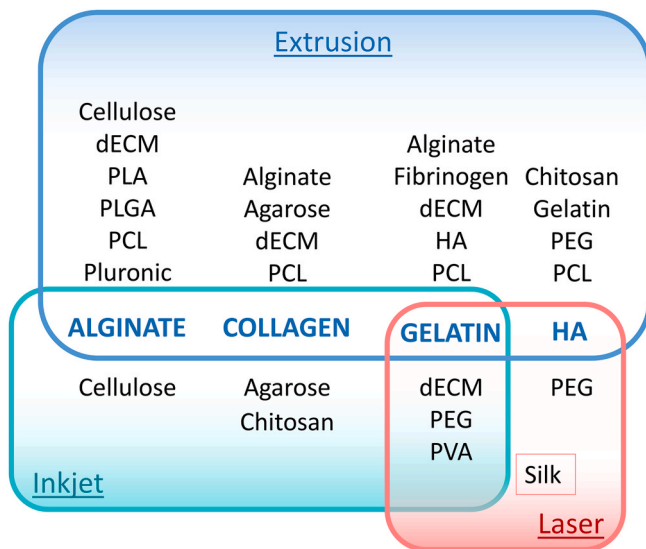 Extrusion
Cellulose
dECM
PLA
PLGA
PCL
Pluronic
Alginate
Agarose
dECM
PCL
Alginate
Fibrinogen
dECM
HA
PCL
Chitosan
Gelatin
PEG
PCL
ALGINATE COLLAGEN GELATIN HA
Cellulose
Agarose
Chitosan
dECM
PEG
PVA
PEG
Silk
Inkjet
Laser